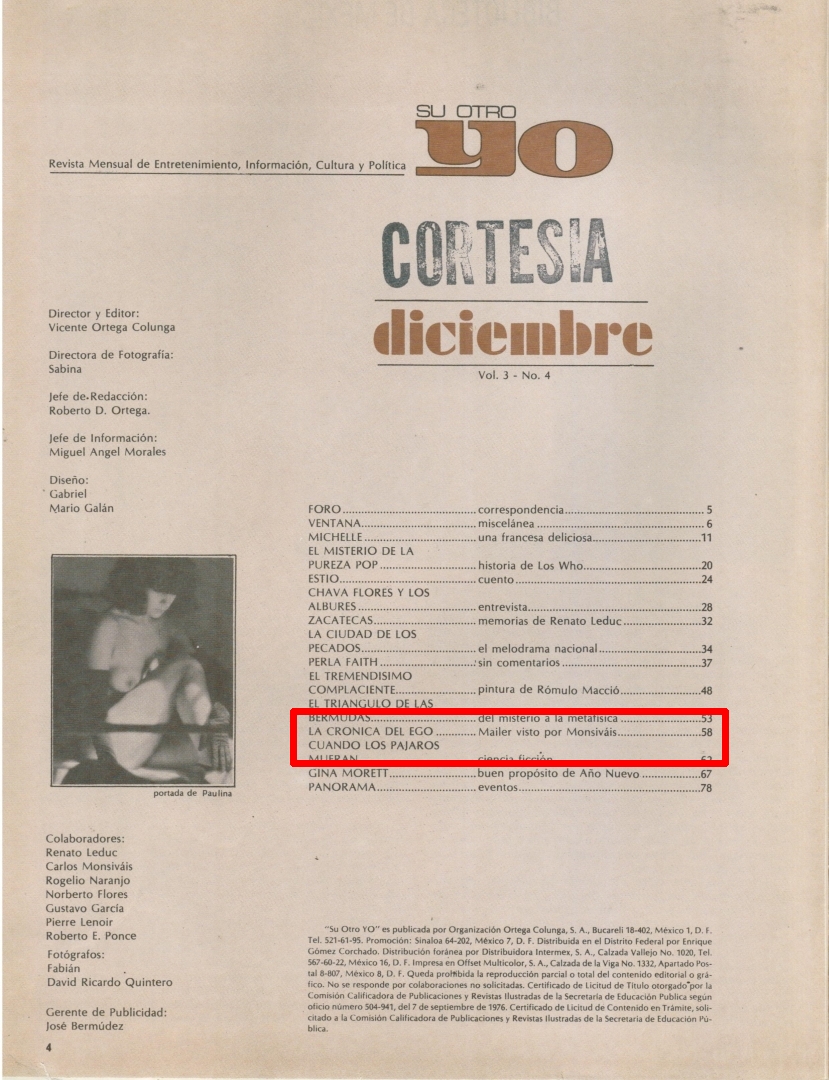 SU OTRO
yo
Revista Mensual de Entretenimiento, Información, Cultura y Política
CORTESIA
diciembre
Vol. 3 - No. 4
Director y Editor:
Vicente Ortega Colunga
Directora de Fotografía:
Sabina
Jefe de Redacción:
Roberto D. Ortega.
Jefe de Información:
Miguel Angel Morales
Diseño:
Gabriel
Mario Galán
portada de Paulina
Colaboradores:
Renato Leduc
Carlos Monsiváis
Rogelio Naranjo
Norberto Flores
Gustavo García
Pierre Lenoir
Roberto E. Ponce
Fotógrafos:
Fabián
David Ricardo Quintero
Gerente de Publicidad:
José Bermúdez
4
FORO.............................. correspondencia............................... 5
VENTANA......................... miscelánea ..................................... 6
MICHELLE......................... una francesa deliciosa........................11
EL MISTERIO DE LA
PUREZA POP..................... historia de Los Who...........................20
ESTIO.............................. cuento..........................................24
CHAVA FLORES Y LOS
ALBURES.......................... entrevista.......................................28
ZACATECAS....................... memorias de Renato Leduc..................32
LA CIUDAD DE LOS
PECADOS......................... el melodrama nacional.......................34
PERLA FAITH..................... sin comentarios................................37
EL TREMENDISIMO
COMPLACIENTE................. pintura de Rómulo Macció..................48
EL TRIANGULO DE LAS
BERMUDAS....................... del misterio a la metafísica .................53
LA CRONICA DEL EGO ......... Mailer visto por Monsiváis..................58
CUANDO LOS PAJAROS
MUERAN.......................... ciencia ficción..................................62
GINA MORETT.................... buen propósito de Año Nuevo .............67
PANORAMA....................... eventos.........................................78
"Su Otro YO" es publicada por Organización Ortega Colunga, S. A., Bucareli 18-402, México 1, D. F.
Tel. 521-61-95. Promoción: Sinaloa 64-202, México 7, D. F. Distribuida en el Distrito Federal por Enrique
Gómez Corchado. Distribución foránea por Distribuidora Intermex, S. A., Calzada Vallejo No. 1020, Tel.
567-60-22, México 16, D. F. Impresa en Offset Multicolor, S. A., Calzada de la Viga No. 1332, Apartado Pos-
tal 8-807, México 8, D. F. Queda prohibida la reproducción parcial o total del contenido editorial o grá-
fico. No se responde por colaboraciones no solicitadas. Certificado de Licitud de Título otorgado por la
Comisión Calificadora de Publicaciones y Revistas Ilustradas de la Secretaría de Educación Publica según
oficio número 504-941, del 7 de septiembre de 1976. Certificado de Licitud de Contenido en Trámite, soli-
citado a la Comisión Calificadora de Publicaciones y Revistas Ilustradas de la Secretaría de Educación Pú-
blica.